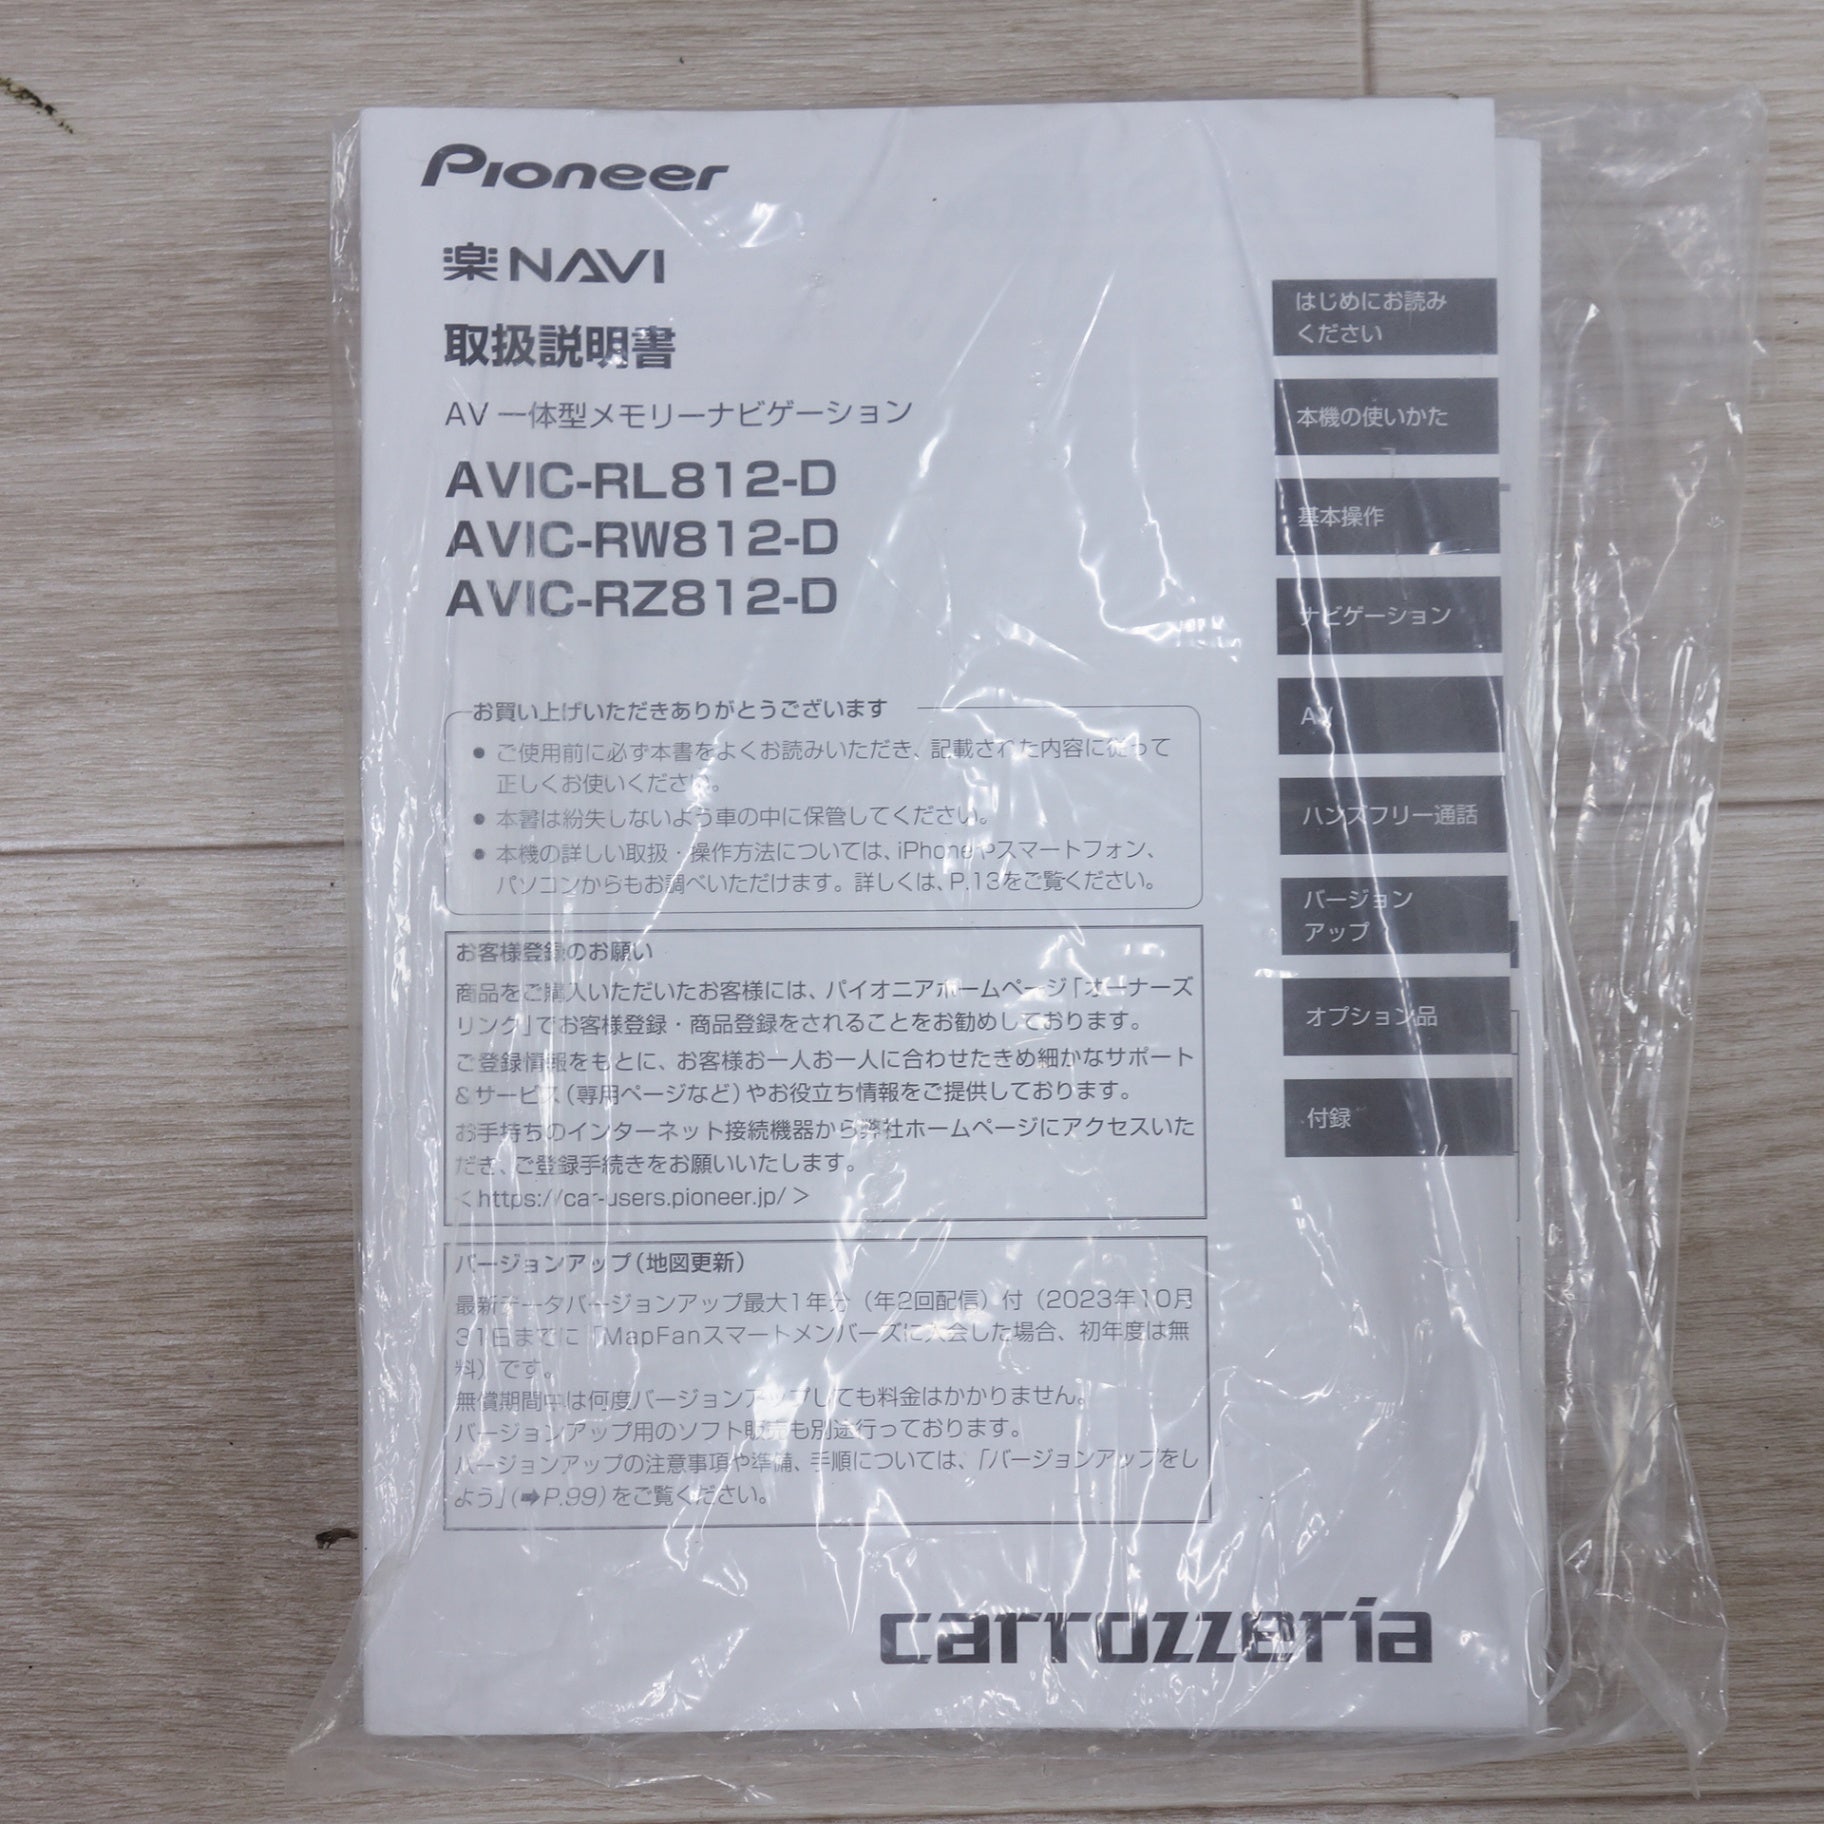 Pioneer
楽NAVI
取扱説明書
AV一体型メモリーナビゲーション
AVIC-RL812-D
AVIC-RW812-D
AVIC-RZ812-D
お買い上げいただきありがとうございます
● ご使用前に必ず本書をよくお読みいただき、記載された内容に従って
正しくお使いください。
● 本書は紛失しないよう車の中に保管してください。
● 本機の詳しい取扱・操作方法については、iPhoneやスマートフォン、
パソコンからもお調べいただけます。詳しくは、P.13をご覧ください。
お客様登録のお願い
商品をご購入いただいたお客様には、パイオニアホームページ「オーナーズ
リンク」でお客様登録・商品登録をされることをお勧めしております。
ご登録情報をもとに、お客様お一人お一人に合わせたきめ細かなサポート
&サービス(専用ページなど)やお役立ち情報をご提供しております。
お手持ちのインターネット接続機器から弊社ホームページにアクセスいた
だき、ご登録手続きをお願いいたします。
<https://car-users.pioneer.jp/>
バージョンアップ(地図更新)
最新データバージョンアップ最大1年分（年2回配信）付（2023年10月
31日までに「MapFanスマートメンバーズに入会した場合、初年度は無
料）です。
無償期間中は何度バージョンアップしても料金はかかりません。
バージョンアップ用のソフト販売も別途行っております。
バージョンアップの注意事項や準備、手順については、「バージョンアップをし
よう」(➡P.99)をご覧ください。
carrozzeria
はじめにお読み
ください
本機の使いかた
基本操作
ナビゲーション
AV
ハンズフリー通話
バージョン
アップ
オプション品
付録